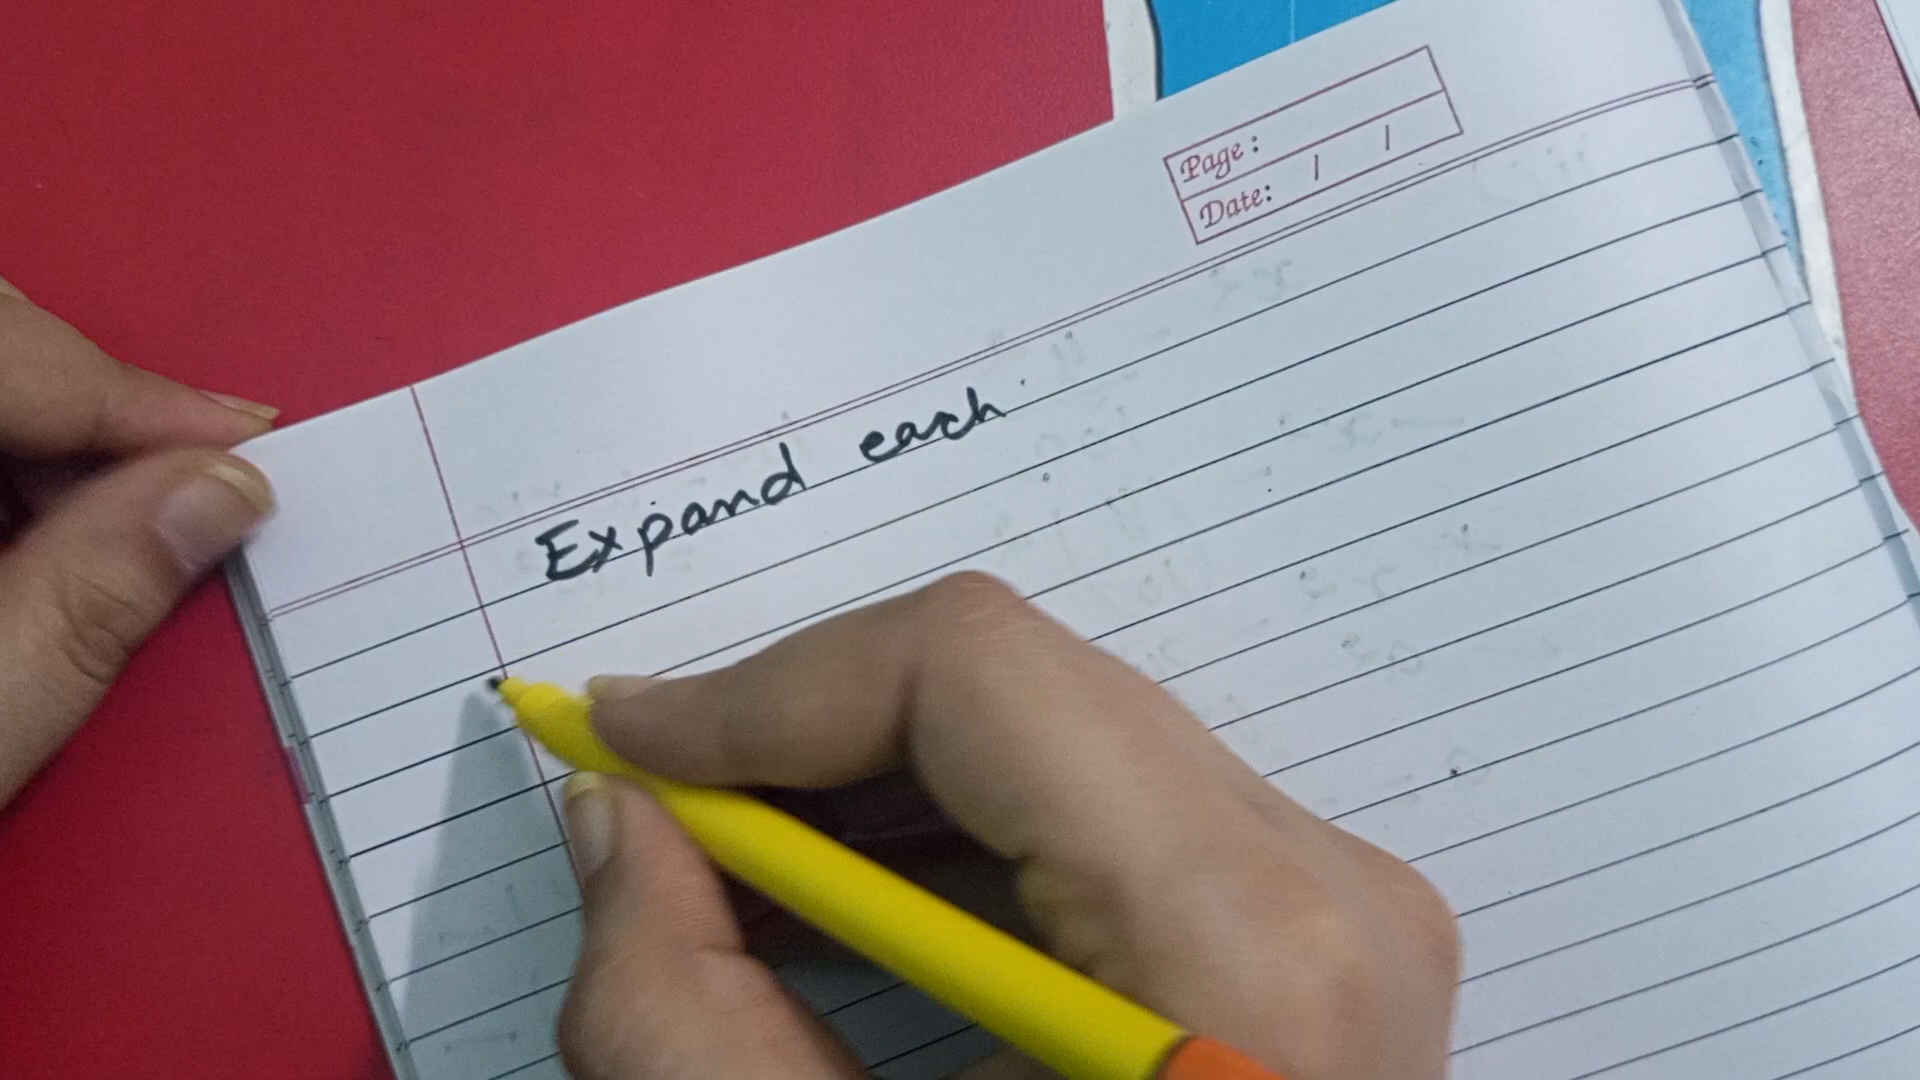 Page :
Date: / /
Expand each.